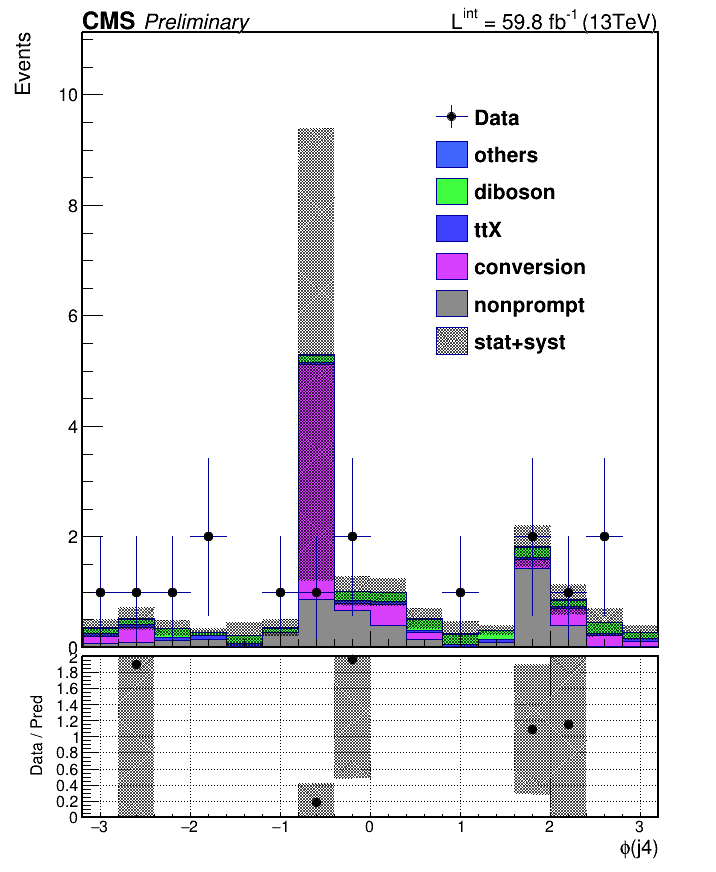 CMS Preliminary L^int = 59.8 fb^-1 (13TeV)
Events
10
8
6
4
2
0
Data
others
diboson
ttX
conversion
nonprompt
stat+syst
Data / Pred
2
1.8
1.6
1.4
1.2
1
0.8
0.6
0.4
0.2
0
−3 −2 −1 0 1 2 3
ϕ(j4)